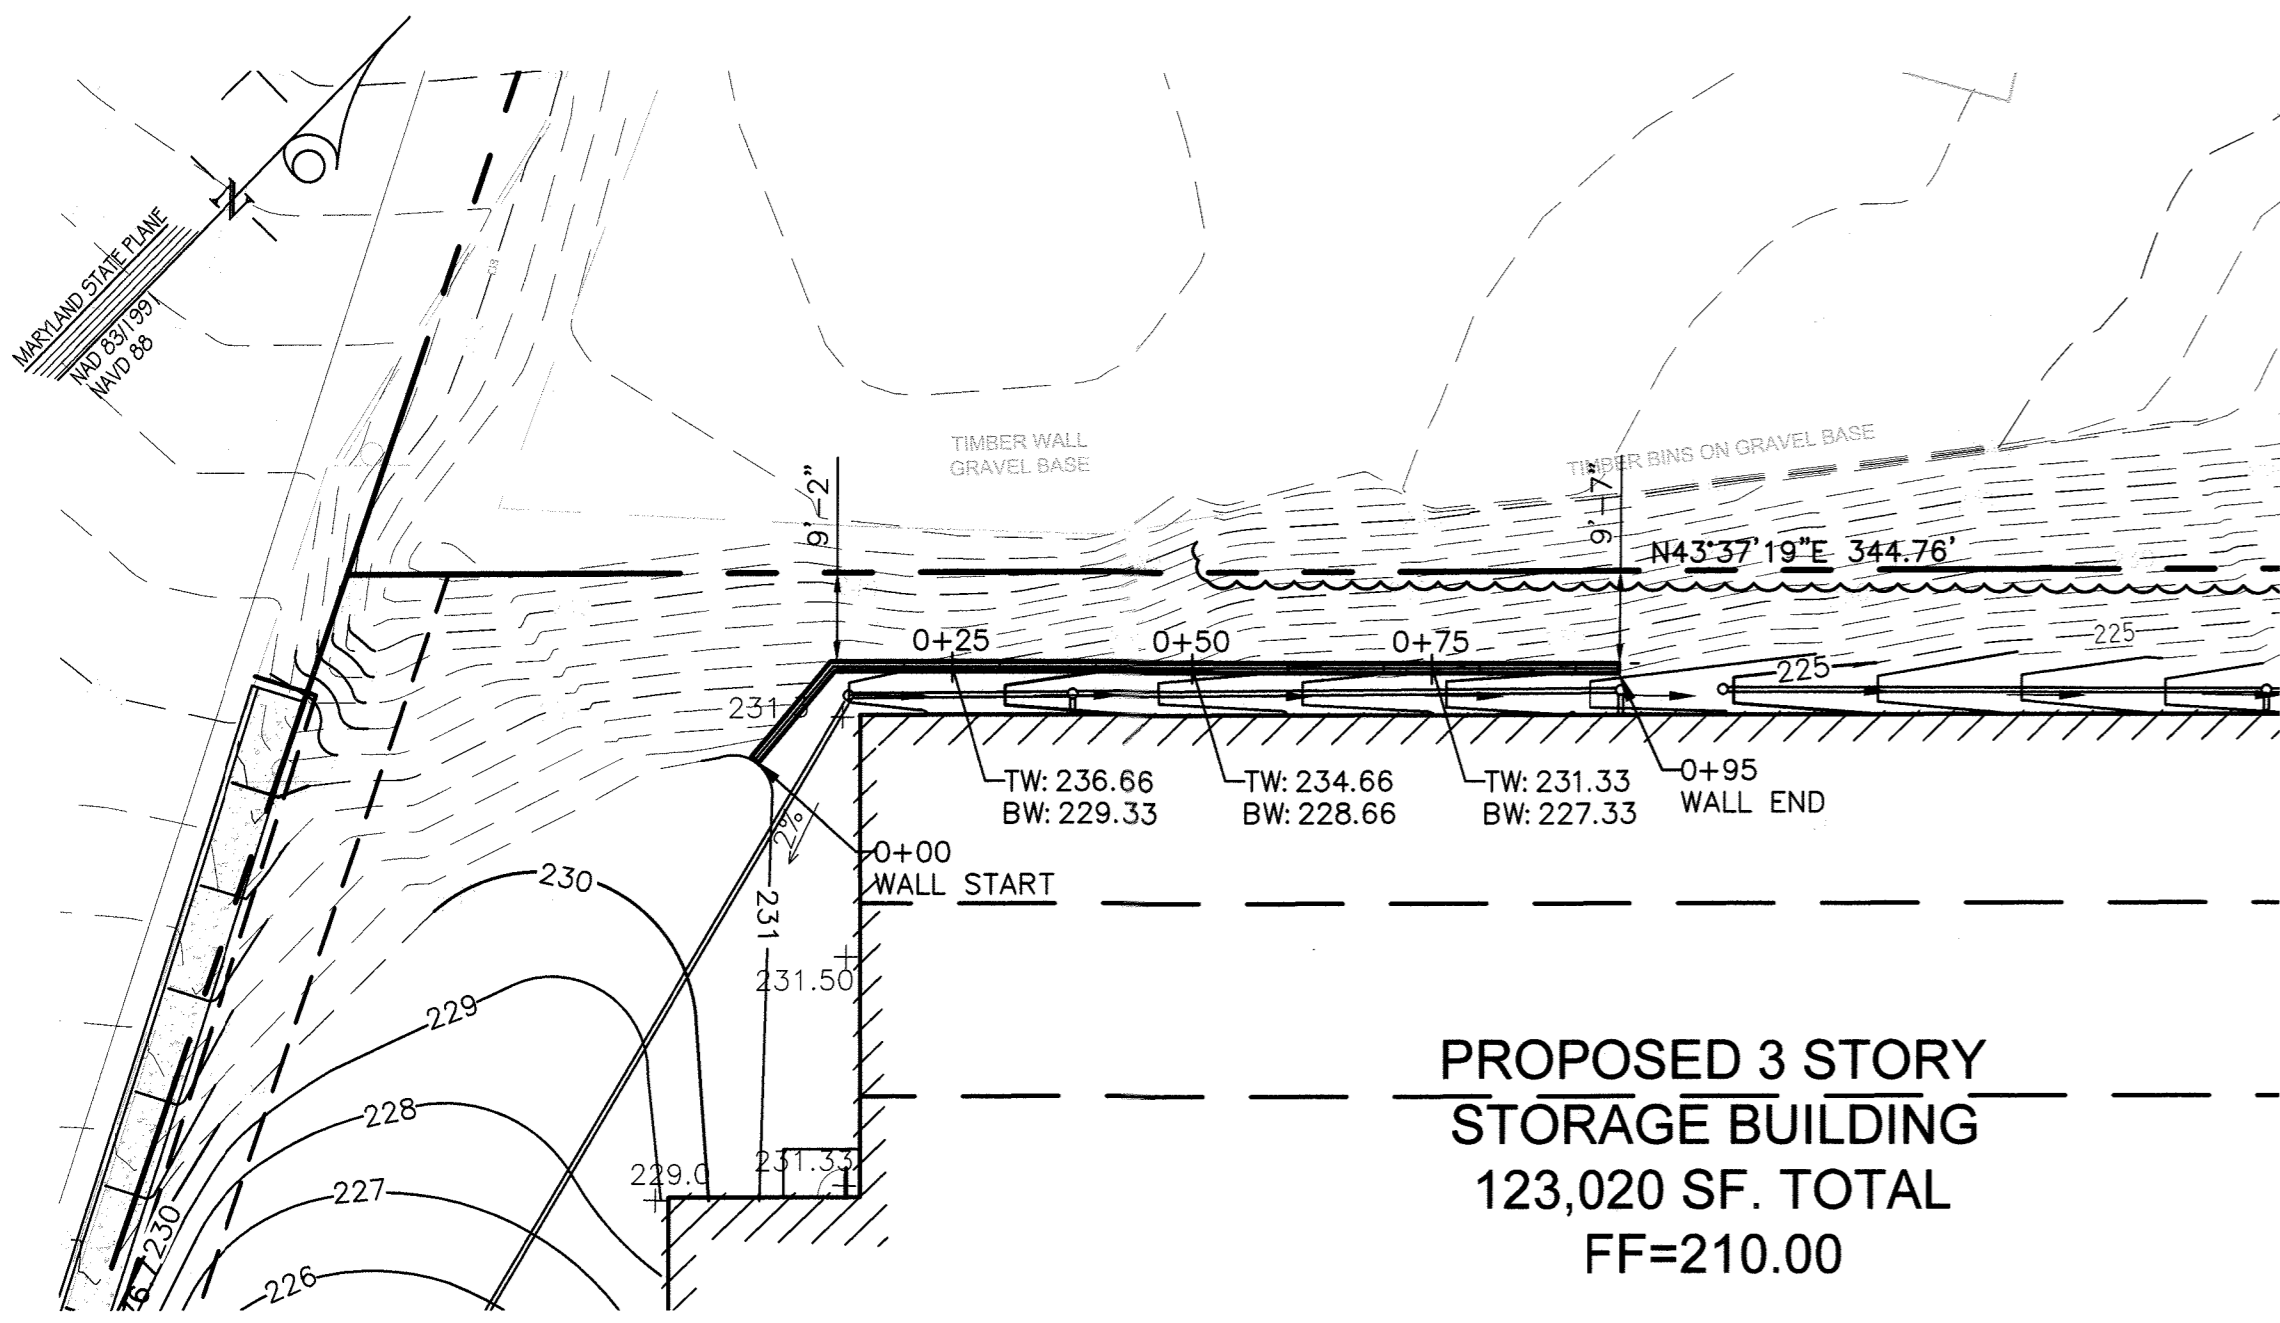 N
MARYLAND STATE PLANE
NAD 83/199
NAVD 88
TIMBER WALL
GRAVEL BASE
TIMBER BINS ON GRAVEL BASE
9'-2"
9'-7"
N43°37'19"E 344.76'
0+25
0+50
0+75
225
225
231.
TW: 236.66
BW: 229.33
TW: 234.66
BW: 228.66
TW: 231.33
BW: 227.33
0+95
WALL END
2%
0+00
WALL START
230
231
231.50
229
228
229.0
231.33
227
230
226
PROPOSED 3 STORY
STORAGE BUILDING
123,020 SF. TOTAL
FF=210.00